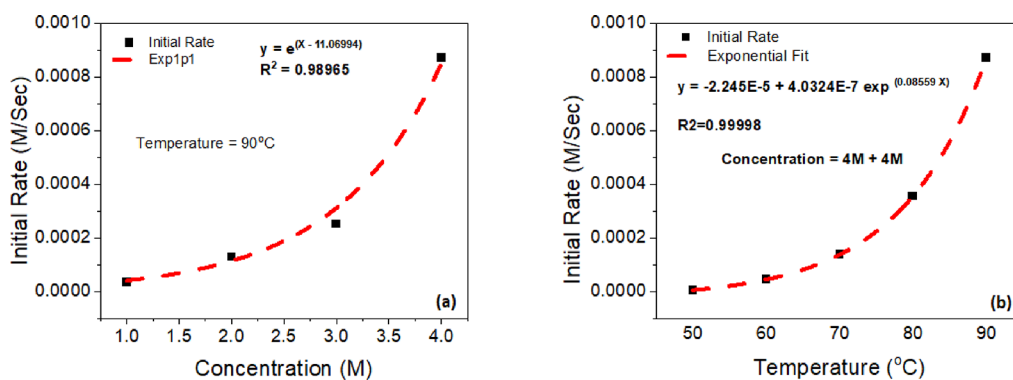 Initial Rate
Exp1p1
y = e^(X - 11.06994)
R² = 0.98965
Temperature = 90°C
Initial Rate (M/Sec)
0.0010
0.0008
0.0006
0.0004
0.0002
0.0000
1.0 1.5 2.0 2.5 3.0 3.5 4.0
Concentration (M)
(a)
Initial Rate
Exponential Fit
y = -2.245E-5 + 4.0324E-7 exp (0.08559 X)
R2=0.99998
Concentration = 4M + 4M
Initial Rate (M/Sec)
0.0010
0.0008
0.0006
0.0004
0.0002
0.0000
50 60 70 80 90
Temperature (°C)
(b)